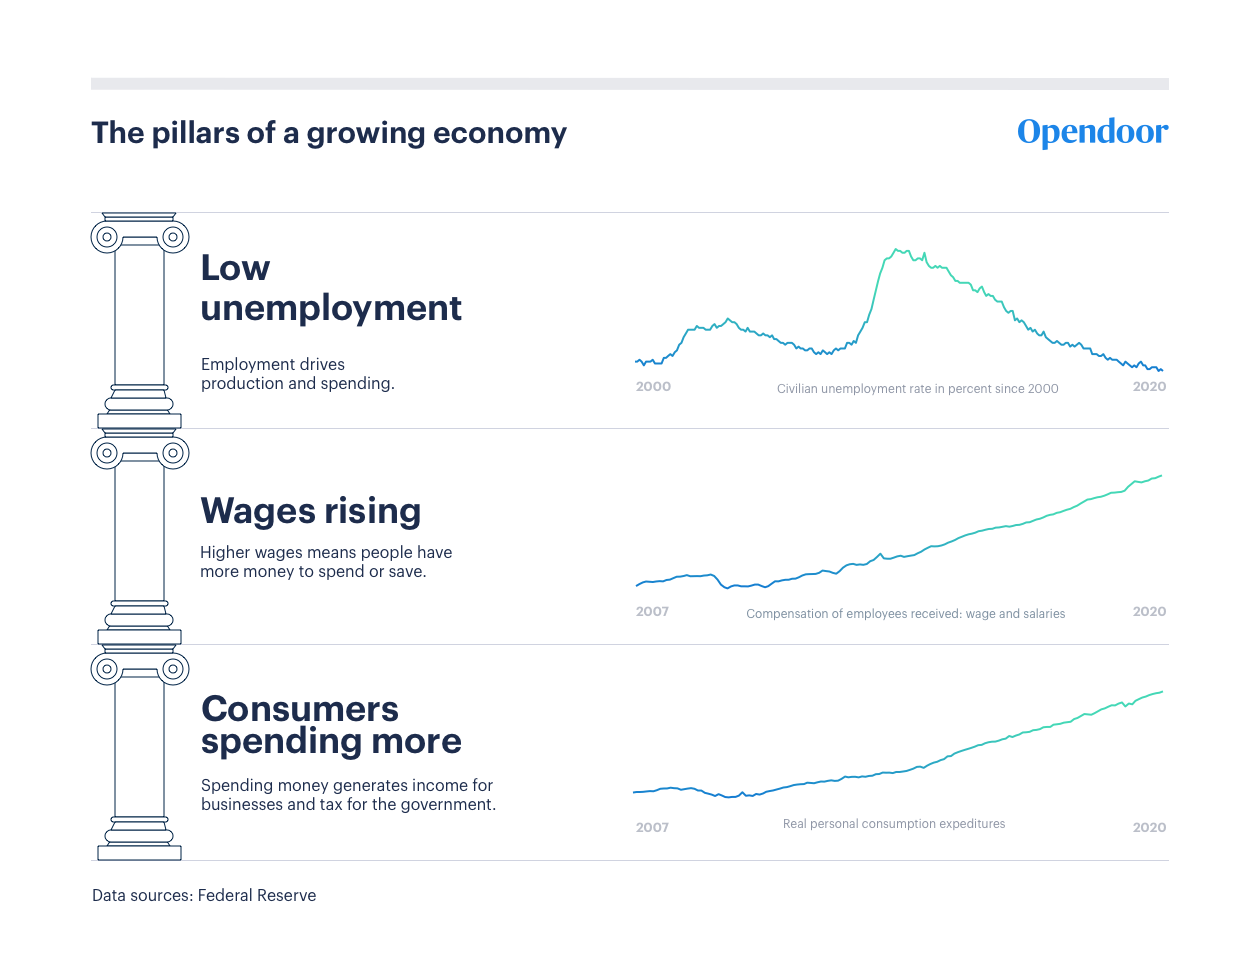 The pillars of a growing economy
Opendoor
Low
unemployment
Employment drives
production and spending.
2000
Civilian unemployment rate in percent since 2000
2020
Wages rising
Higher wages means people have
more money to spend or save.
2007
Compensation of employees received: wage and salaries
2020
Consumers
spending more
Spending money generates income for
businesses and tax for the government.
2007
Real personal consumption expeditures
2020
Data sources: Federal Reserve